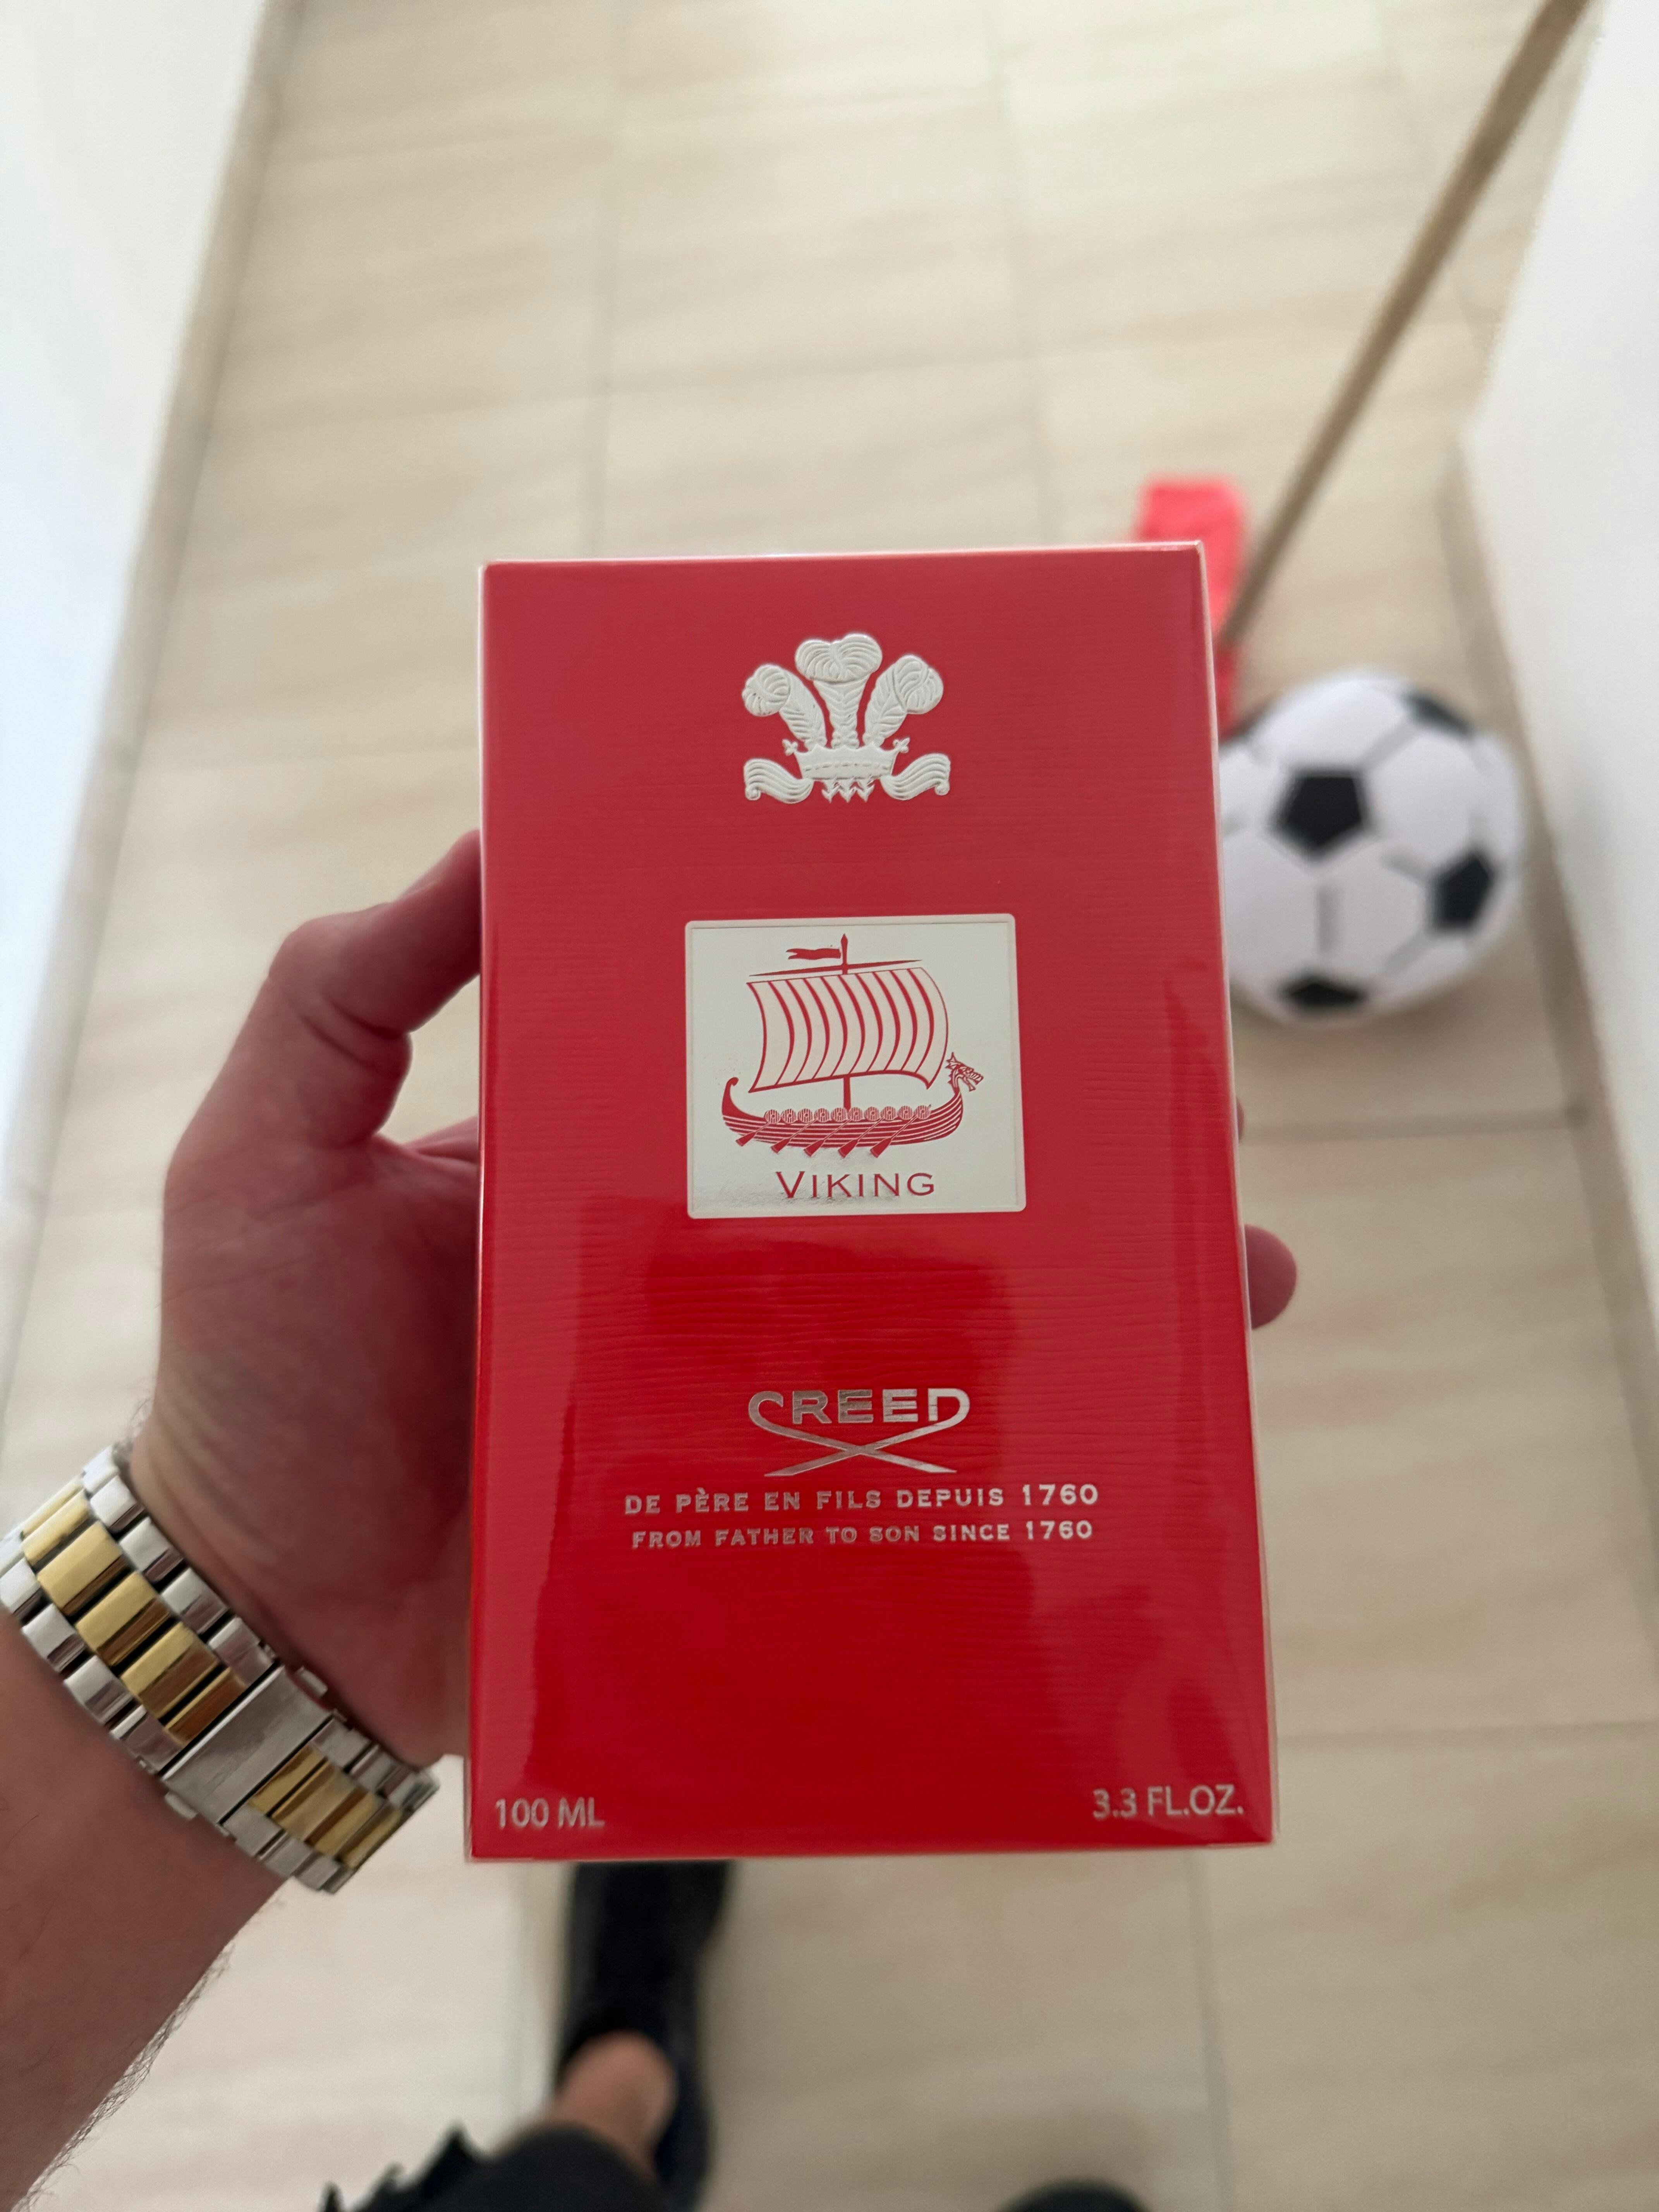 VIKING
CREED
DE PÈRE EN FILS DEPUIS 1760
FROM FATHER TO SON SINCE 1760
100 ML
3.3 FL.OZ.